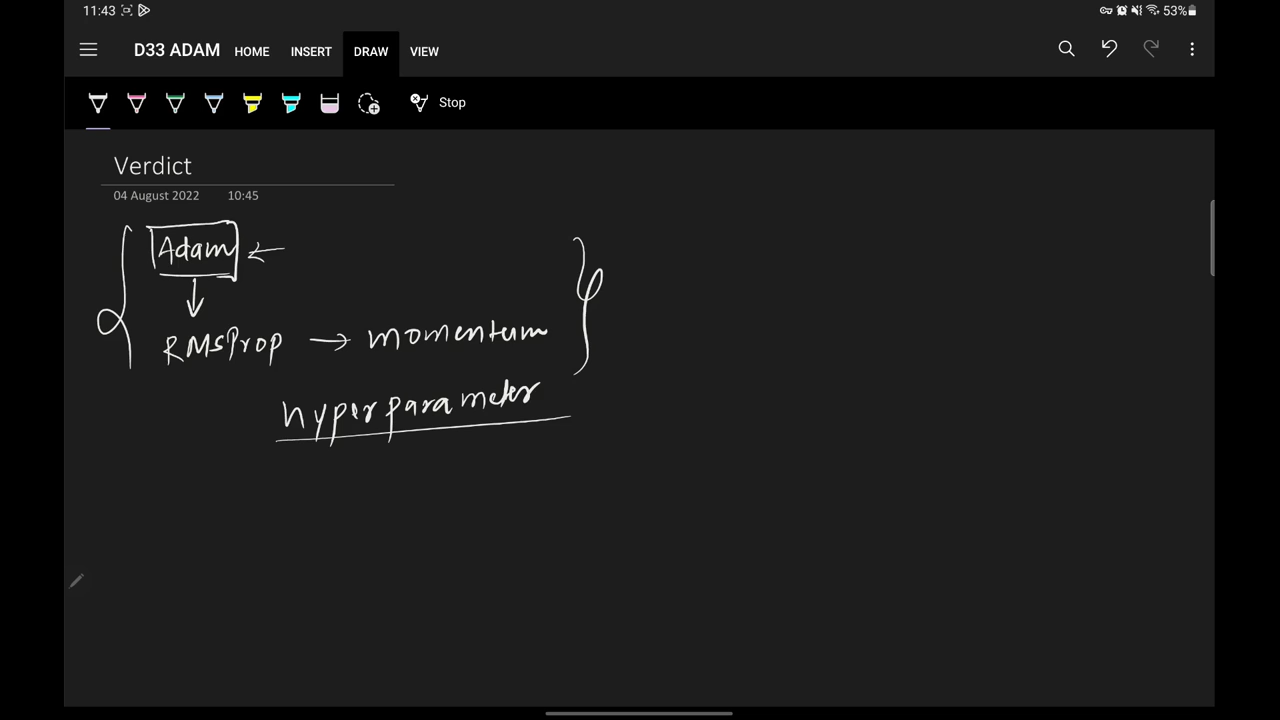 11:43 53%
D33 ADAM HOME INSERT DRAW VIEW
Stop
Verdict
04 August 2022 10:45
Adam ←
↓
RMSProp → momentum
hyperparameter